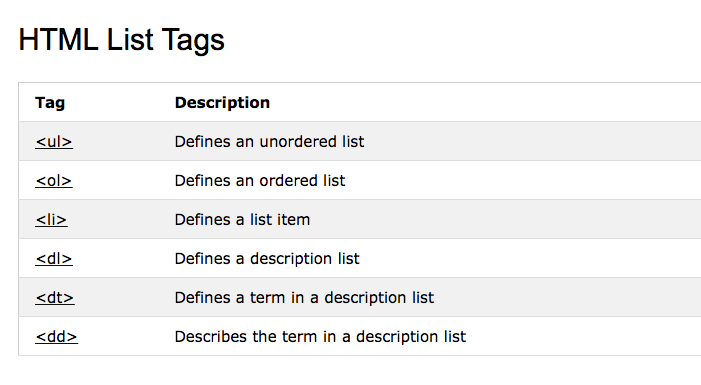 HTML List Tags
Tag Description
<ul> Defines an unordered list
<ol> Defines an ordered list
<li> Defines a list item
<dl> Defines a description list
<dt> Defines a term in a description list
<dd> Describes the term in a description list